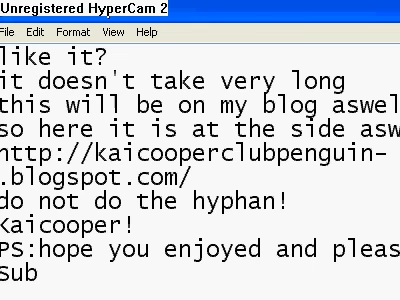 Unregistered HyperCam 2
File Edit Format View Help
like it?
it doesn't take very long
this will be on my blog aswel
so here it is at the side asw
http://kaicooperclubpenguin-
.blogspot.com/
do not do the hyphan!
Kaicooper!
PS:hope you enjoyed and pleas
Sub